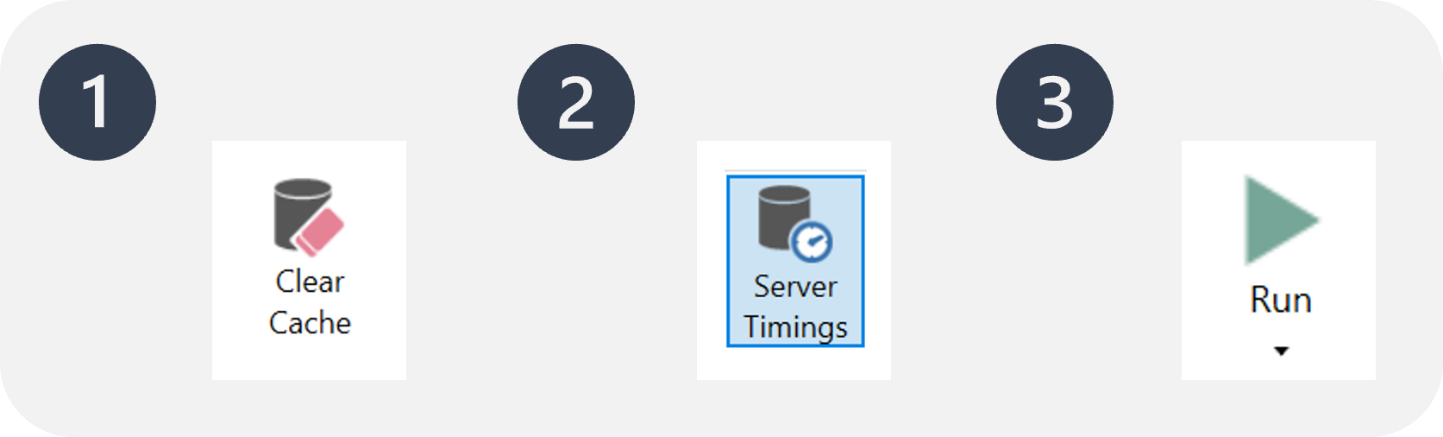 1
Clear
Cache
2
Server
Timings
3
Run